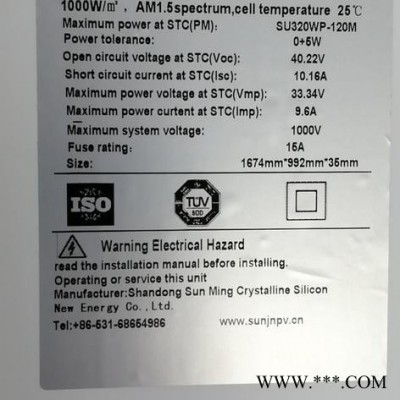 1000W/㎡, AM1.5spectrum,cell temperature 25℃
Maximum power at STC(PM): SU320WP-120M
Power tolerance: 0+5W
Open circuit voltage at STC(Voc): 40.22V
Short circuit current at STC(Isc): 10.16A
Maximum power voltage at STC(Vmp): 33.34V
Maximum power curtent at STC(Imp): 9.6A
Maximum system voltage: 1000V
Fuse rating: 15A
Size: 1674mm*992mm*35mm
ISO
TUV
Warning Electrical Hazard
read the installation manual before installing.
Operating or service this unit
Manufacturer:Shandong Sun Ming Crystalline Silicon
New Energy Co.,Ltd.
Tel:+86-531-68654986 www.sunjnpv.cn
WWW.***.COM